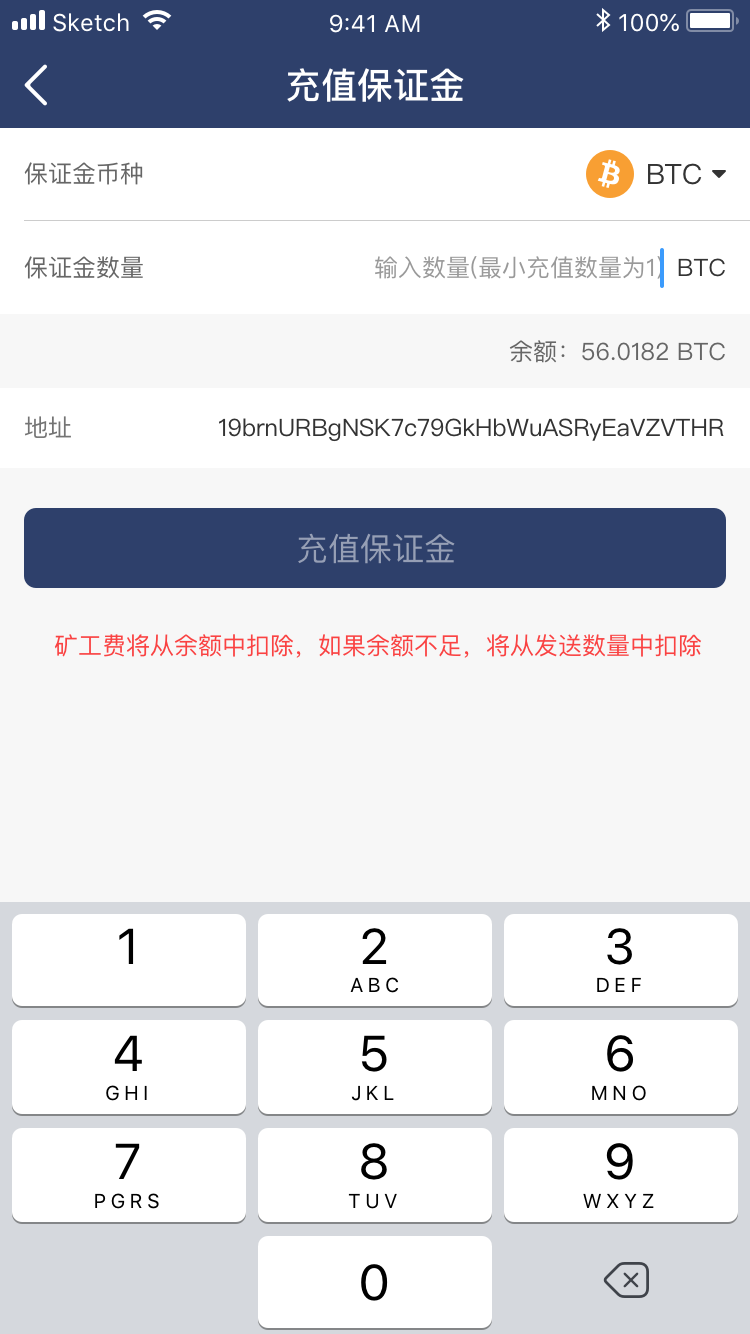 Sketch 9:41 AM 100%
充值保证金
保证金币种 BTC
保证金数量 输入数量(最小充值数量为1) BTC
余额：56.0182 BTC
地址 19brnURBgNSK7c79GkHbWuASRyEaVZVTHR
充值保证金
矿工费将从余额中扣除，如果余额不足，将从发送数量中扣除
1 2 3
ABC DEF
4 5 6
GHI JKL MNO
7 8 9
PGRS TUV WXYZ
0